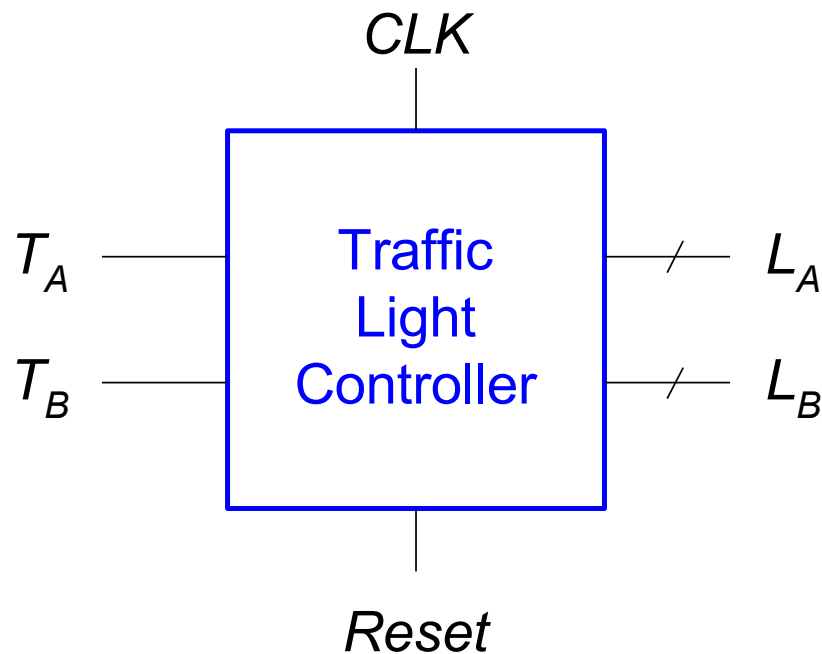 CLK
T_A
Traffic
Light
Controller
L_A
T_B
L_B
Reset